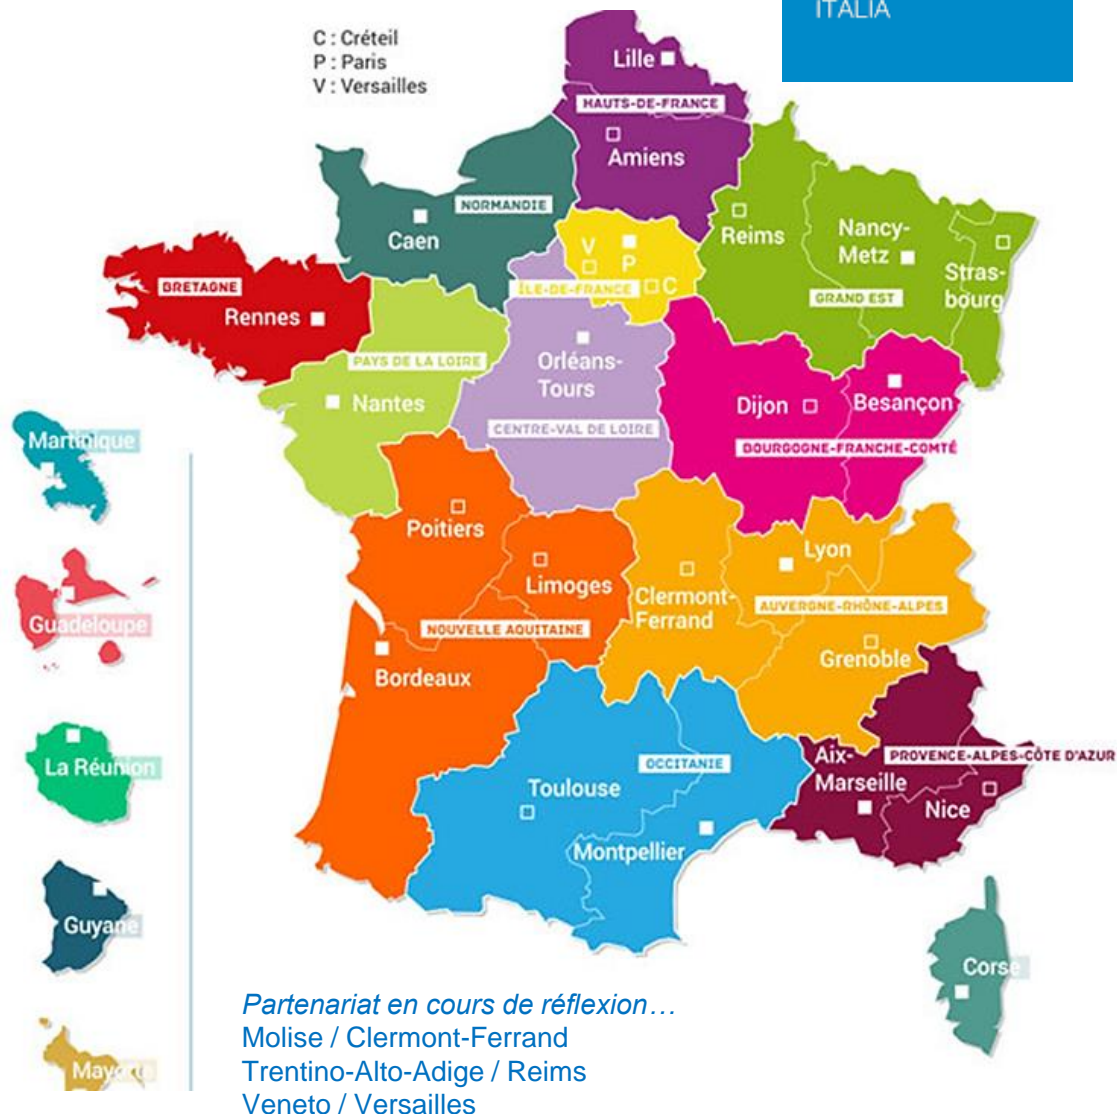 ITALIA
C : Créteil
P : Paris
V : Versailles
Lille
HAUTS-DE-FRANCE
Amiens
NORMANDIE
Caen
Reims
Nancy-
Metz
Stras-
bourg
GRAND EST
V
P
ÎLE-DE-FRANCE
C
BRETAGNE
Rennes
PAYS DE LA LOIRE
Nantes
Orléans-
Tours
CENTRE-VAL DE LOIRE
Dijon
Besançon
BOURGOGNE-FRANCHE-COMTÉ
Martinique
Poitiers
Limoges
NOUVELLE AQUITAINE
Bordeaux
Clermont-
Ferrand
Lyon
AUVERGNE-RHÔNE-ALPES
Grenoble
Guadeloupe
La Réunion
OCCITANIE
Toulouse
Montpellier
Aix-
Marseille
PROVENCE-ALPES-CÔTE D'AZUR
Nice
Guyane
Corse
Mayotte
Partenariat en cours de réflexion…
Molise / Clermont-Ferrand
Trentino-Alto-Adige / Reims
Veneto / Versailles